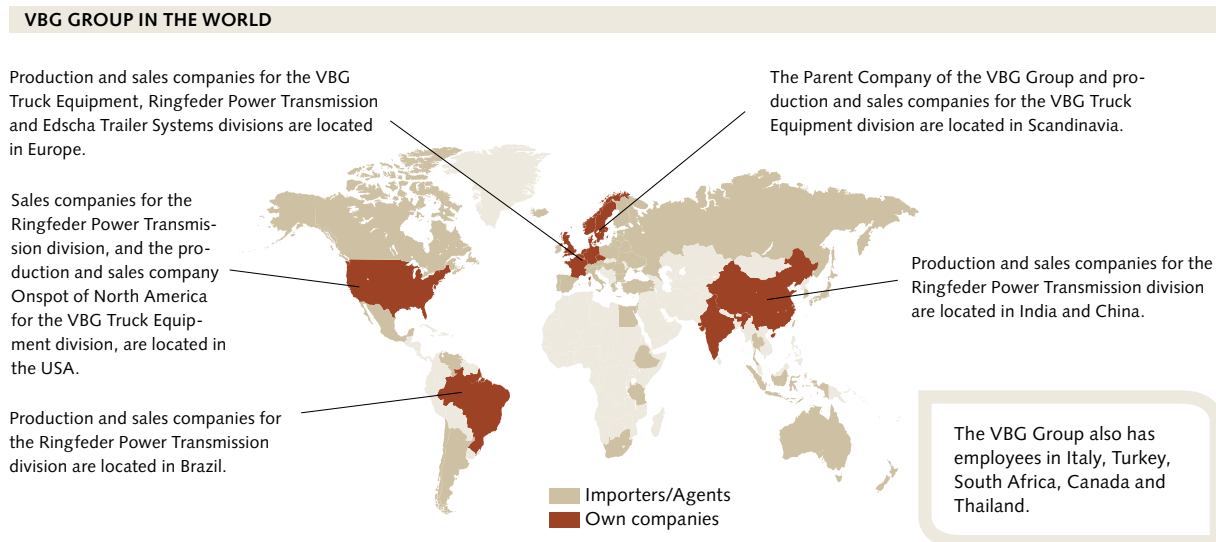 VBG GROUP IN THE WORLD
Production and sales companies for the VBG
Truck Equipment, Ringfeder Power Transmission
and Edscha Trailer Systems divisions are located
in Europe.
The Parent Company of the VBG Group and pro-
duction and sales companies for the VBG Truck
Equipment division are located in Scandinavia.
Sales companies for the
Ringfeder Power Transmis-
sion division, and the pro-
duction and sales company
Onspot of North America
for the VBG Truck Equip-
ment division, are located in
the USA.
Production and sales companies for the
Ringfeder Power Transmission division
are located in India and China.
Production and sales companies for
the Ringfeder Power Transmission
division are located in Brazil.
The VBG Group also has
employees in Italy, Turkey,
South Africa, Canada and
Thailand.
Importers/Agents
Own companies